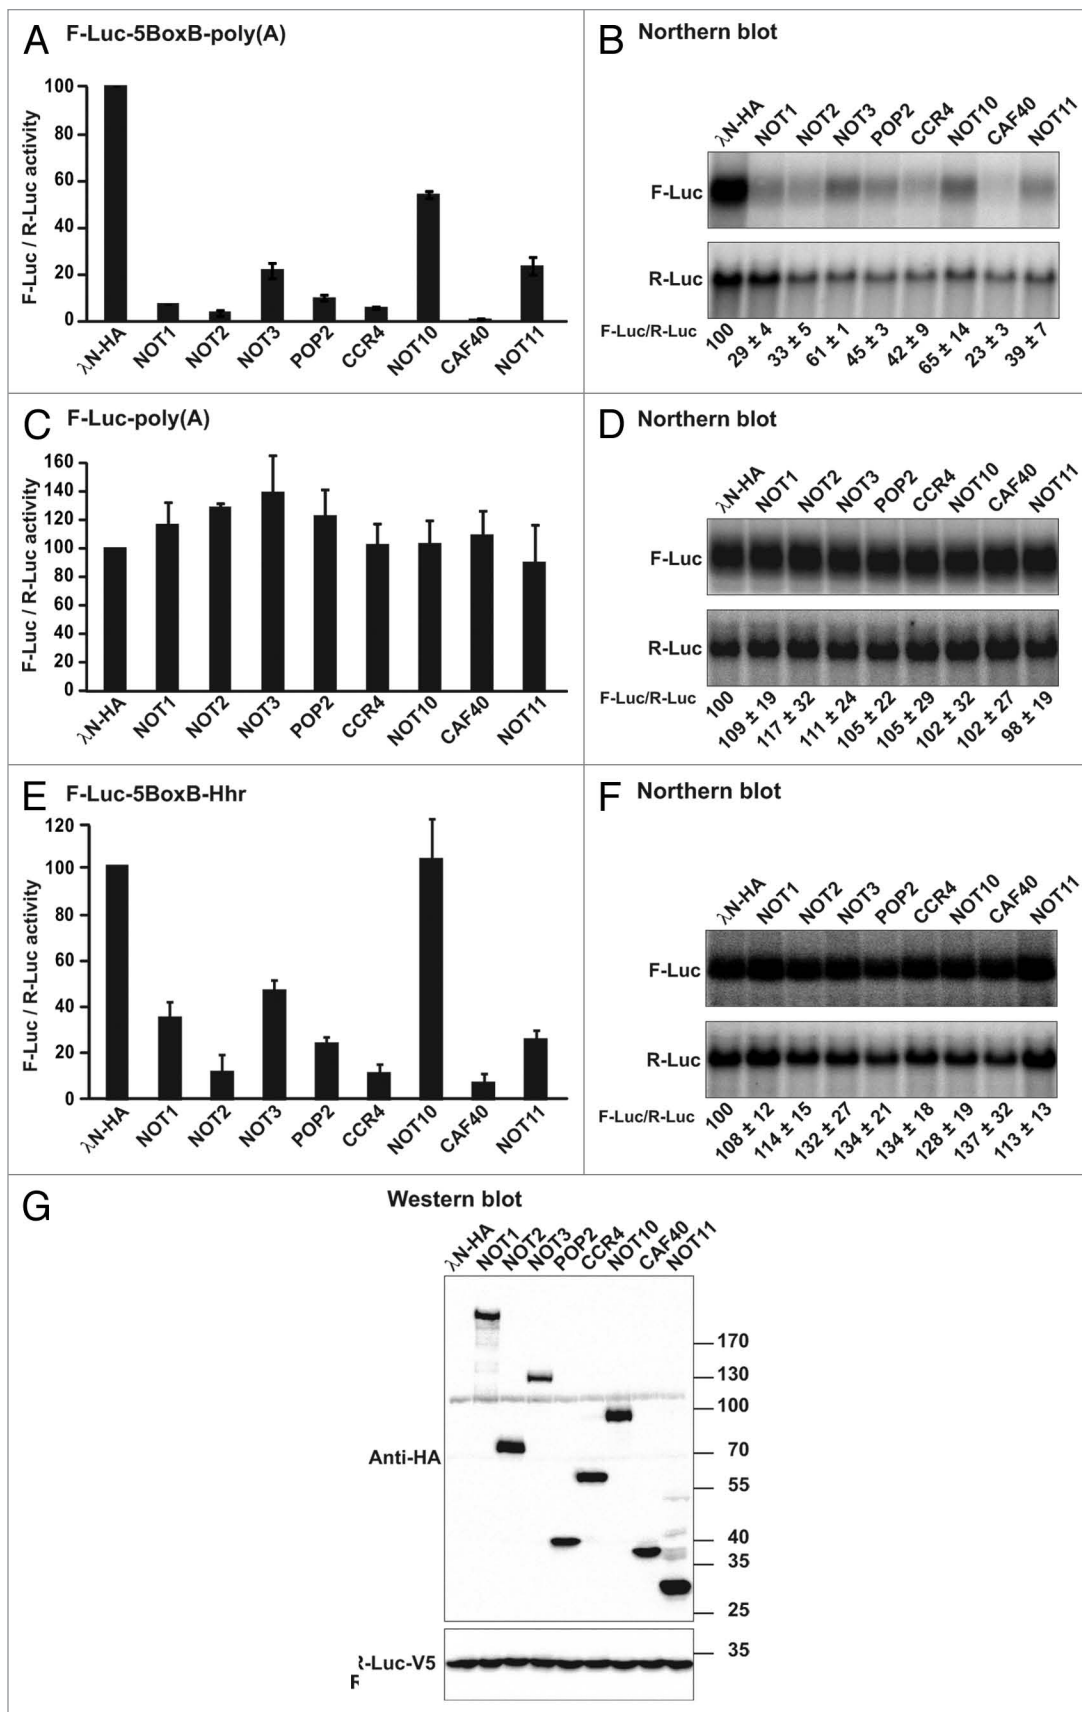 A F-Luc-5BoxB-poly(A)
F-Luc / R-Luc activity
100
80
60
40
20
0
λN-HA NOT1 NOT2 NOT3 POP2 CCR4 NOT10 CAF40 NOT11
B Northern blot
λN-HA NOT1 NOT2 NOT3 POP2 CCR4 NOT10 CAF40 NOT11
F-Luc
R-Luc
F-Luc/R-Luc 100 29 ± 4 33 ± 5 61 ± 1 45 ± 3 42 ± 9 65 ± 14 23 ± 3 39 ± 7
C F-Luc-poly(A)
F-Luc / R-Luc activity
160
140
120
100
80
60
40
20
0
λN-HA NOT1 NOT2 NOT3 POP2 CCR4 NOT10 CAF40 NOT11
D Northern blot
λN-HA NOT1 NOT2 NOT3 POP2 CCR4 NOT10 CAF40 NOT11
F-Luc
R-Luc
F-Luc/R-Luc 100 109 ± 19 117 ± 32 111 ± 24 105 ± 22 105 ± 29 102 ± 32 102 ± 27 98 ± 19
E F-Luc-5BoxB-Hhr
F-Luc / R-Luc activity
120
100
80
60
40
20
0
λN-HA NOT1 NOT2 NOT3 POP2 CCR4 NOT10 CAF40 NOT11
F Northern blot
λN-HA NOT1 NOT2 NOT3 POP2 CCR4 NOT10 CAF40 NOT11
F-Luc
R-Luc
F-Luc/R-Luc 100 108 ± 12 114 ± 15 132 ± 27 134 ± 21 134 ± 18 128 ± 19 137 ± 32 113 ± 13
G Western blot
λN-HA NOT1 NOT2 NOT3 POP2 CCR4 NOT10 CAF40 NOT11
170
130
100
Anti-HA
70
55
40
35
25
35
R-Luc-V5